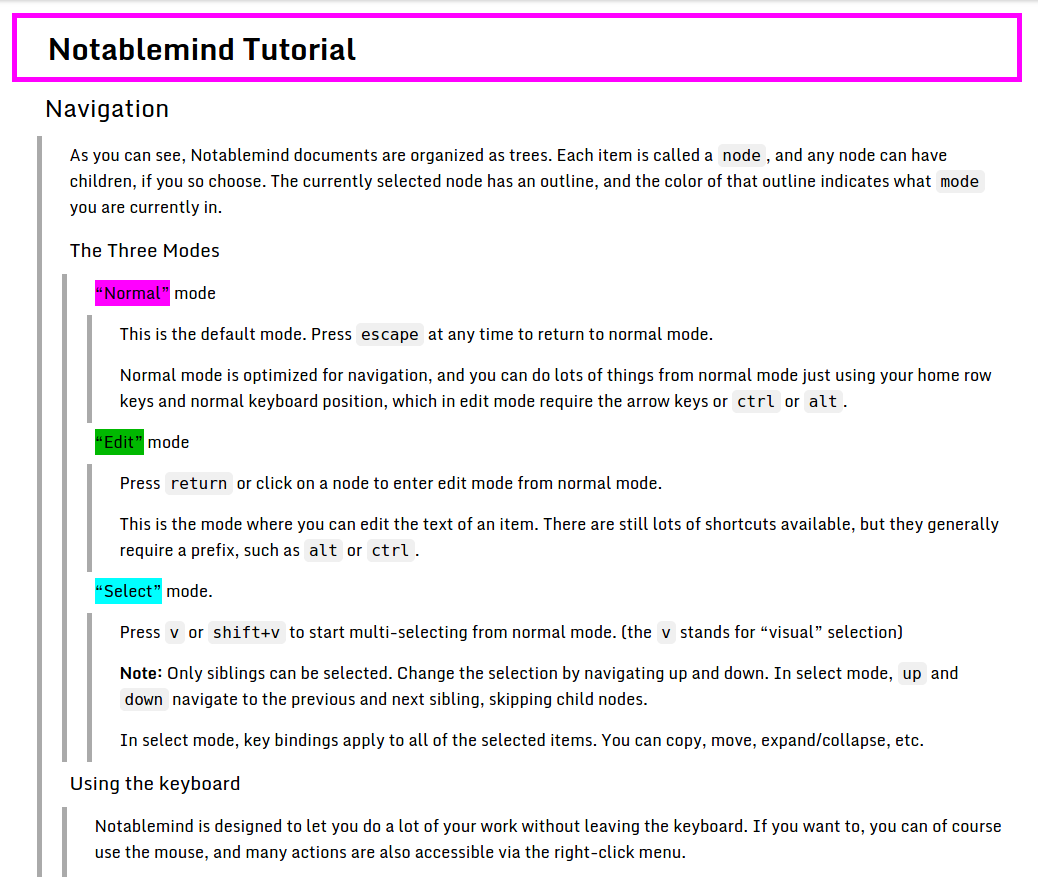 Notablemind Tutorial
Navigation
As you can see, Notablemind documents are organized as trees. Each item is called a node, and any node can have
children, if you so choose. The currently selected node has an outline, and the color of that outline indicates what mode
you are currently in.
The Three Modes
“Normal” mode
This is the default mode. Press escape at any time to return to normal mode.
Normal mode is optimized for navigation, and you can do lots of things from normal mode just using your home row
keys and normal keyboard position, which in edit mode require the arrow keys or ctrl or alt.
“Edit” mode
Press return or click on a node to enter edit mode from normal mode.
This is the mode where you can edit the text of an item. There are still lots of shortcuts available, but they generally
require a prefix, such as alt or ctrl.
“Select” mode.
Press v or shift+v to start multi-selecting from normal mode. (the v stands for “visual” selection)
Note: Only siblings can be selected. Change the selection by navigating up and down. In select mode, up and
down navigate to the previous and next sibling, skipping child nodes.
In select mode, key bindings apply to all of the selected items. You can copy, move, expand/collapse, etc.
Using the keyboard
Notablemind is designed to let you do a lot of your work without leaving the keyboard. If you want to, you can of course
use the mouse, and many actions are also accessible via the right-click menu.